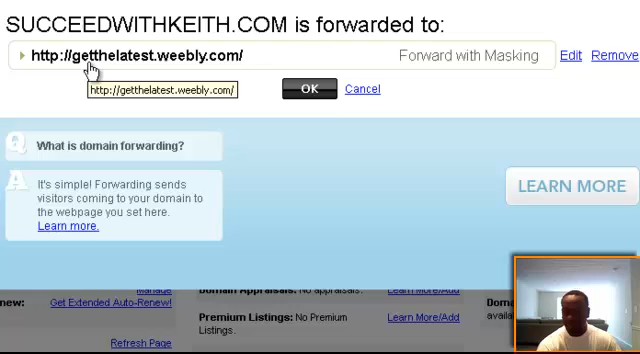 SUCCEEDWITHKEITH.COM is forwarded to:
http://getthelatest.weebly.com/ Forward with Masking Edit Remove
http://getthelatest.weebly.com/ OK Cancel
Q What is domain forwarding?
A It's simple! Forwarding sends
visitors coming to your domain to
the webpage you set here.
Learn more.
LEARN MORE
Manage Domain Appraisals: No appraisals. Learn More/Add
new: Get Extended Auto-Renew! Premium Listings: No Premium Learn More/Add
Listings.
Refresh Page